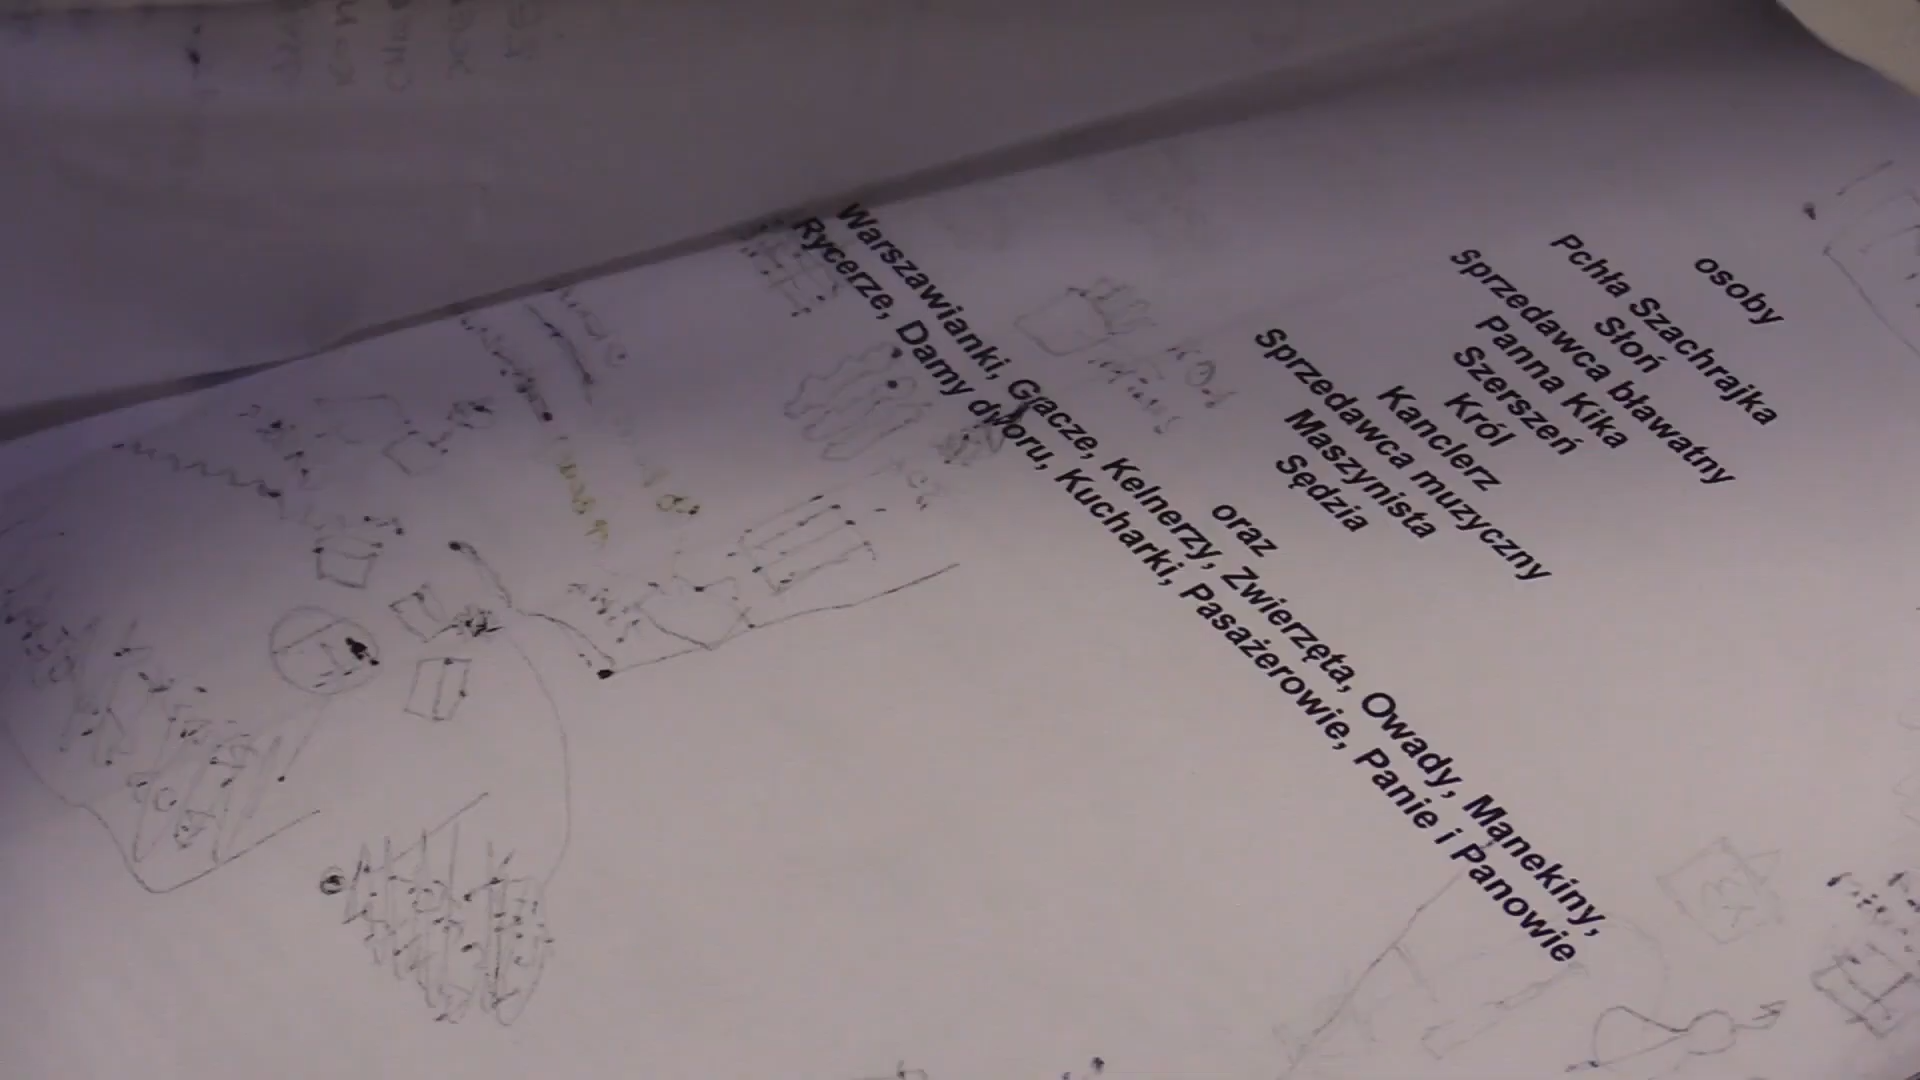 osoby
Pchła Szachrajka
Słoń
Sprzedawca bławatny
Panna Kika
Szerszeń
Król
Kanclerz
Sprzedawca muzyczny
Maszynista
Sędzia
oraz
Warszawianki, Gjacze, Kelnerzy, Zwierzęta, Owady, Manekiny,
Rycerze, Damy dworu, Kucharki, Pasażerowie, Panie i Panowie